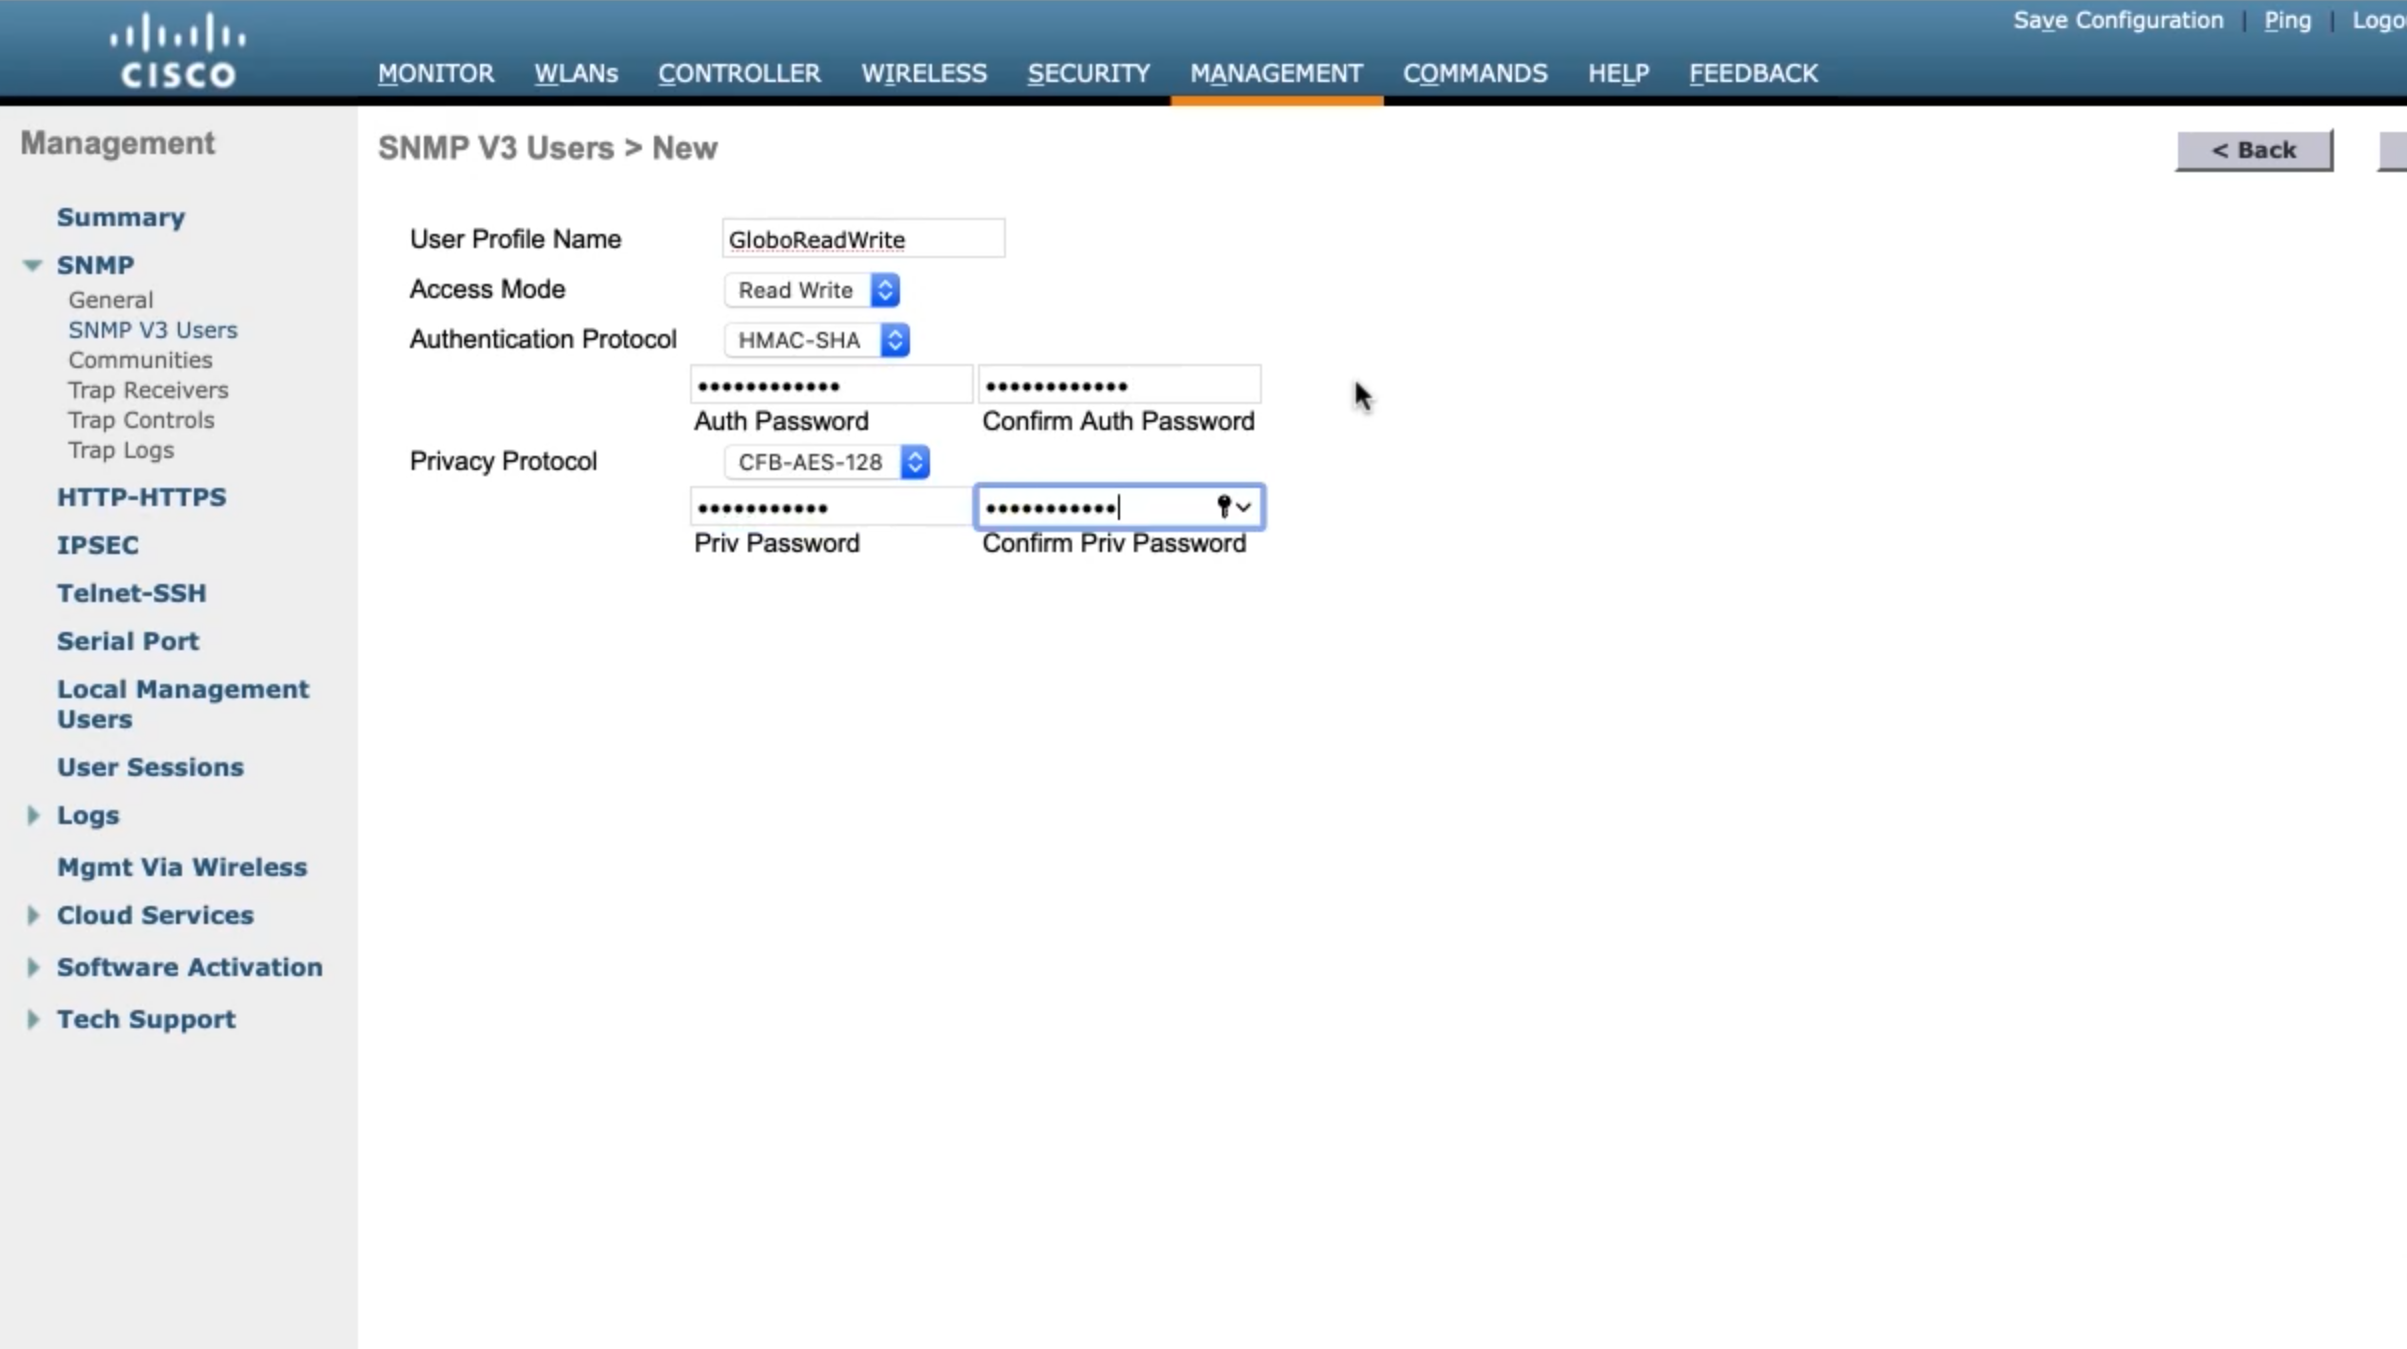 Save Configuration | Ping | Logo
CISCO
MONITOR WLANs CONTROLLER WIRELESS SECURITY MANAGEMENT COMMANDS HELP FEEDBACK
Management
Summary
SNMP
General
SNMP V3 Users
Communities
Trap Receivers
Trap Controls
Trap Logs
HTTP-HTTPS
IPSEC
Telnet-SSH
Serial Port
Local Management
Users
User Sessions
Logs
Mgmt Via Wireless
Cloud Services
Software Activation
Tech Support
SNMP V3 Users > New
< Back
User Profile Name GloboReadWrite
Access Mode Read Write
Authentication Protocol HMAC-SHA
•••••••••••• ••••••••••••
Auth Password Confirm Auth Password
Privacy Protocol CFB-AES-128
••••••••••• •••••••••••
Priv Password Confirm Priv Password